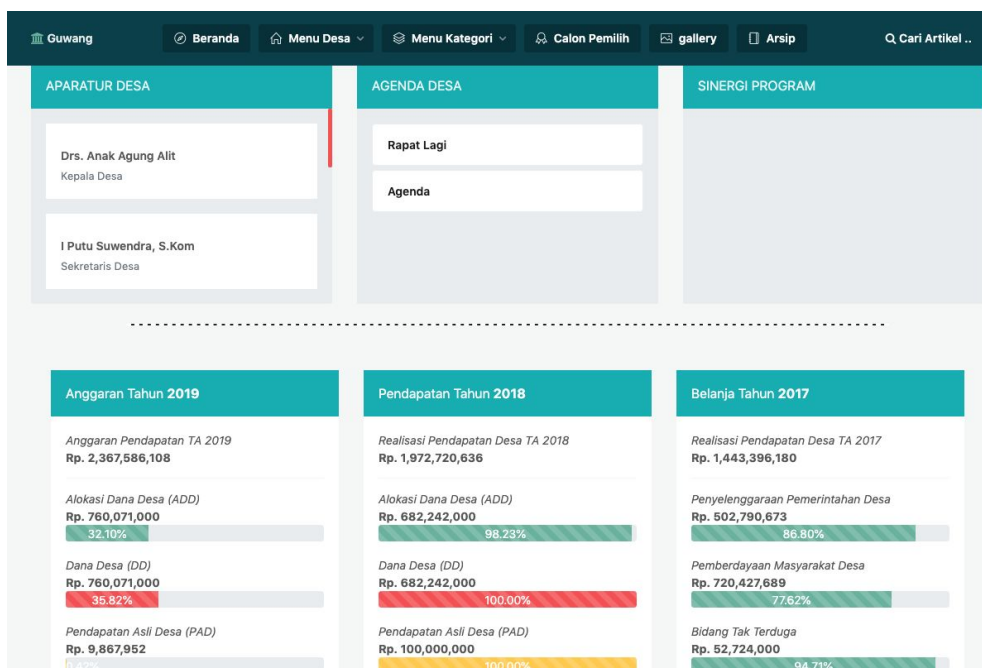 Guwang
Beranda
Menu Desa
Menu Kategori
Calon Pemilih
gallery
Arsip
Cari Artikel ..
APARATUR DESA
Drs. Anak Agung Alit
Kepala Desa
I Putu Suwendra, S.Kom
Sekretaris Desa
AGENDA DESA
Rapat Lagi
Agenda
SINERGI PROGRAM
Anggaran Tahun 2019
Anggaran Pendapatan TA 2019
Rp. 2,367,586,108
Alokasi Dana Desa (ADD)
Rp. 760,071,000
32.10%
Dana Desa (DD)
Rp. 760,071,000
35.82%
Pendapatan Asli Desa (PAD)
Rp. 9,867,952
0.42%
Pendapatan Tahun 2018
Realisasi Pendapatan Desa TA 2018
Rp. 1,972,720,636
Alokasi Dana Desa (ADD)
Rp. 682,242,000
98.23%
Dana Desa (DD)
Rp. 682,242,000
100.00%
Pendapatan Asli Desa (PAD)
Rp. 100,000,000
100.00%
Belanja Tahun 2017
Realisasi Pendapatan Desa TA 2017
Rp. 1,443,396,180
Penyelenggaraan Pemerintahan Desa
Rp. 502,790,673
86.80%
Pemberdayaan Masyarakat Desa
Rp. 720,427,689
77.62%
Bidang Tak Terduga
Rp. 52,724,000
94.71%